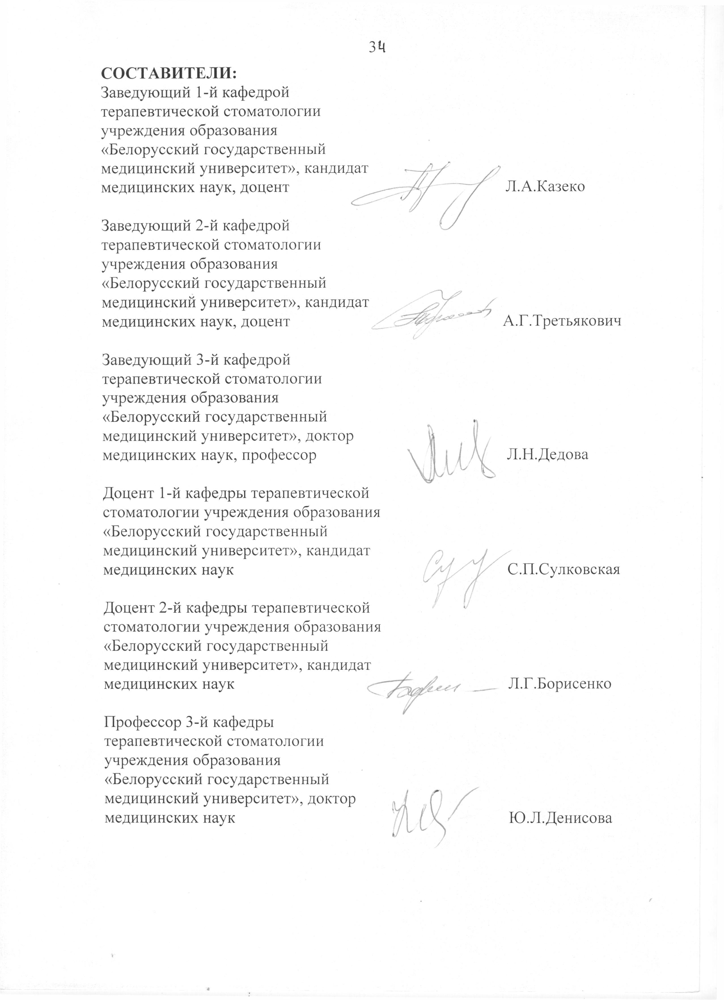 34
СОСТАВИТЕЛИ:
Заведующий 1-й кафедрой
терапевтической стоматологии
учреждения образования
«Белорусский государственный
медицинский университет», кандидат
медицинских наук, доцент Л.А.Казеко
Заведующий 2-й кафедрой
терапевтической стоматологии
учреждения образования
«Белорусский государственный
медицинский университет», кандидат
медицинских наук, доцент А.Г.Третьякович
Заведующий 3-й кафедрой
терапевтической стоматологии
учреждения образования
«Белорусский государственный
медицинский университет», доктор
медицинских наук, профессор Л.Н.Дедова
Доцент 1-й кафедры терапевтической
стоматологии учреждения образования
«Белорусский государственный
медицинский университет», кандидат
медицинских наук С.П.Сулковская
Доцент 2-й кафедры терапевтической
стоматологии учреждения образования
«Белорусский государственный
медицинский университет», кандидат
медицинских наук Л.Г.Борисенко
Профессор 3-й кафедры
терапевтической стоматологии
учреждения образования
«Белорусский государственный
медицинский университет», доктор
медицинских наук Ю.Л.Денисова